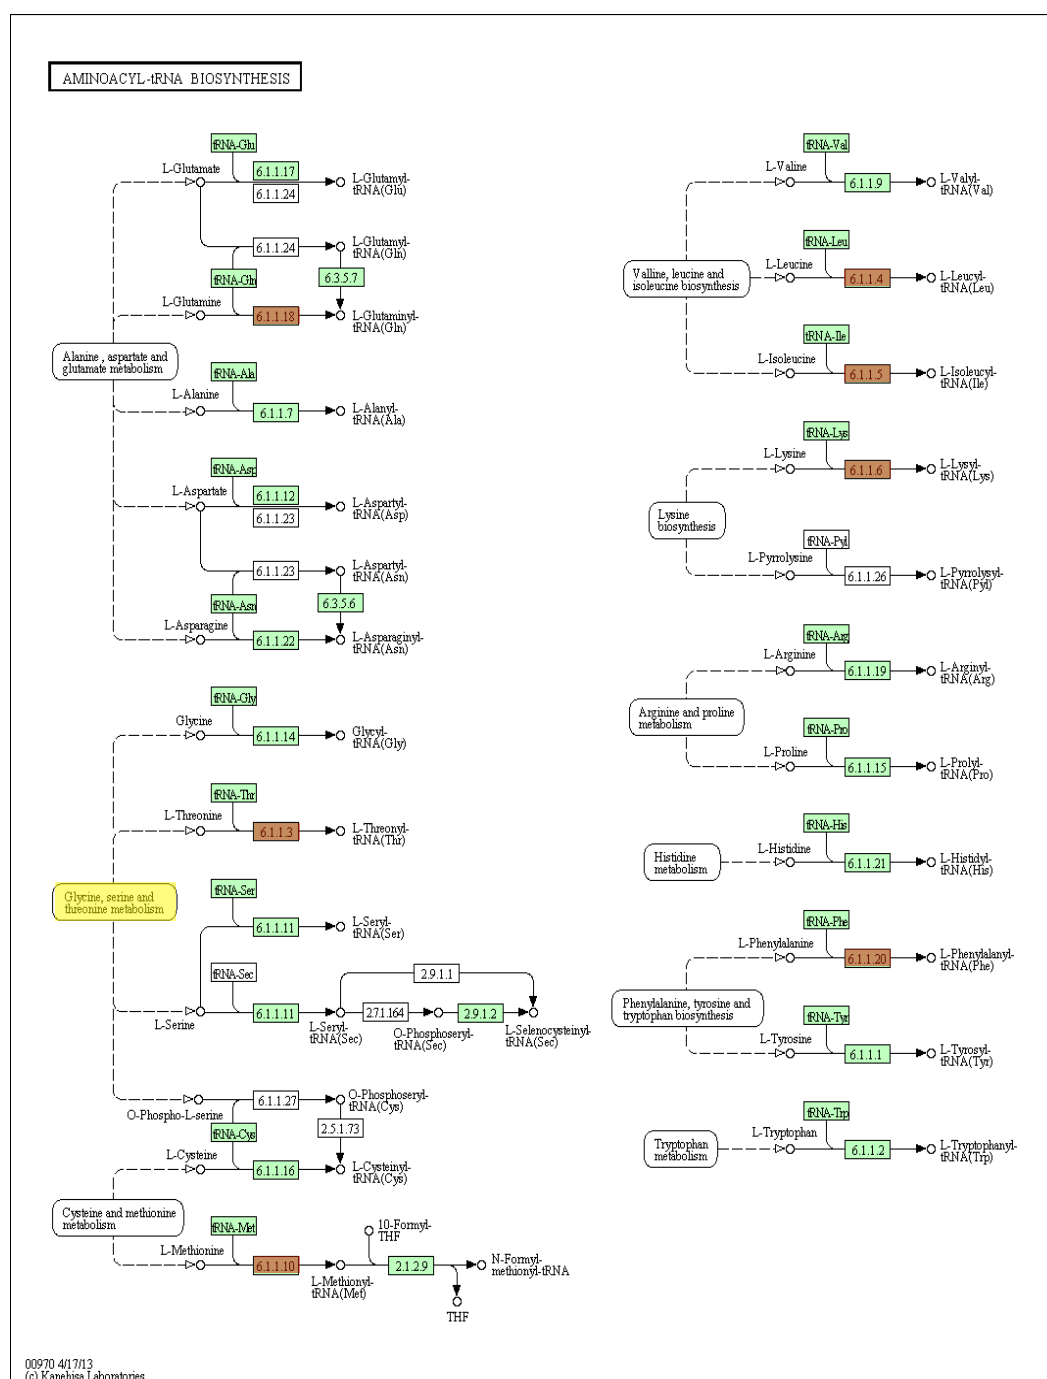 AMINOACYL-tRNA BIOSYNTHESIS
tRNA-Glu
L-Glutamate
6.1.1.17
6.1.1.24
L-Glutamyl-
tRNA(Glu)
6.1.1.24
L-Glutamyl-
tRNA(Gln)
tRNA-Gln
6.3.5.7
L-Glutamine
6.1.1.18
L-Glutaminyl-
tRNA(Gln)
Alanine , aspartate and
glutamate metabolism
tRNA-Ala
L-Alanine
6.1.1.7
L-Alanyl-
tRNA(Ala)
tRNA-Asp
L-Aspartate
6.1.1.12
6.1.1.23
L-Aspartyl-
tRNA(Asp)
6.1.1.23
L-Aspartyl-
tRNA(Asn)
tRNA-Asn
6.3.5.6
L-Asparagine
6.1.1.22
L-Asparaginyl-
tRNA(Asn)
tRNA-Gly
Glycine
6.1.1.14
Glycyl-
tRNA(Gly)
tRNA-Thr
L-Threonine
6.1.1.3
L-Threonyl-
tRNA(Thr)
Glycine, serine and
threonine metabolism
tRNA-Ser
6.1.1.11
L-Seryl-
tRNA(Ser)
tRNA-Sec
L-Serine
6.1.1.11
L-Seryl-
tRNA(Sec)
2.9.1.1
2.7.1.164
O-Phosphoseryl-
tRNA(Sec)
2.9.1.2
L-Selenocysteinyl-
tRNA(Sec)
O-Phospho-L-serine
6.1.1.27
O-Phosphoseryl-
tRNA(Cys)
tRNA-Cys
2.5.1.73
L-Cysteine
6.1.1.16
L-Cysteinyl-
tRNA(Cys)
Cysteine and methionine
metabolism
tRNA-Met
L-Methionine
6.1.1.10
L-Methionyl-
tRNA(Met)
10-Formyl-
THF
2.1.2.9
N-Formyl-
methionyl-tRNA
THF
tRNA-Val
L-Valine
6.1.1.9
L-Valyl-
tRNA(Val)
tRNA-Leu
Valline, leucine and
isoleucine biosynthesis
L-Leucine
6.1.1.4
L-Leucyl-
tRNA(Leu)
tRNA-Ile
L-Isoleucine
6.1.1.5
L-Isoleucyl-
tRNA(Ile)
tRNA-Lys
L-Lysine
6.1.1.6
L-Lysyl-
tRNA(Lys)
Lysine
biosynthesis
tRNA-Pyl
L-Pyrrolysine
6.1.1.26
L-Pyrrolysyl-
tRNA(Pyl)
tRNA-Arg
L-Arginine
6.1.1.19
L-Arginyl-
tRNA(Arg)
Arginine and proline
metabolism
tRNA-Pro
L-Proline
6.1.1.15
L-Prolyl-
tRNA(Pro)
tRNA-His
Histidine
metabolism
L-Histidine
6.1.1.21
L-Histidyl-
tRNA(His)
tRNA-Phe
L-Phenylalanine
6.1.1.20
L-Phenylalanyl-
tRNA(Phe)
Phenylalanine, tyrosine and
tryptophan biosynthesis
tRNA-Tyr
L-Tyrosine
6.1.1.1
L-Tyrosyl-
tRNA(Tyr)
tRNA-Trp
Tryptophan
metabolism
L-Tryptophan
6.1.1.2
L-Tryptophanyl-
tRNA(Trp)
00970 4/17/13
(c) Kanehisa Laboratories